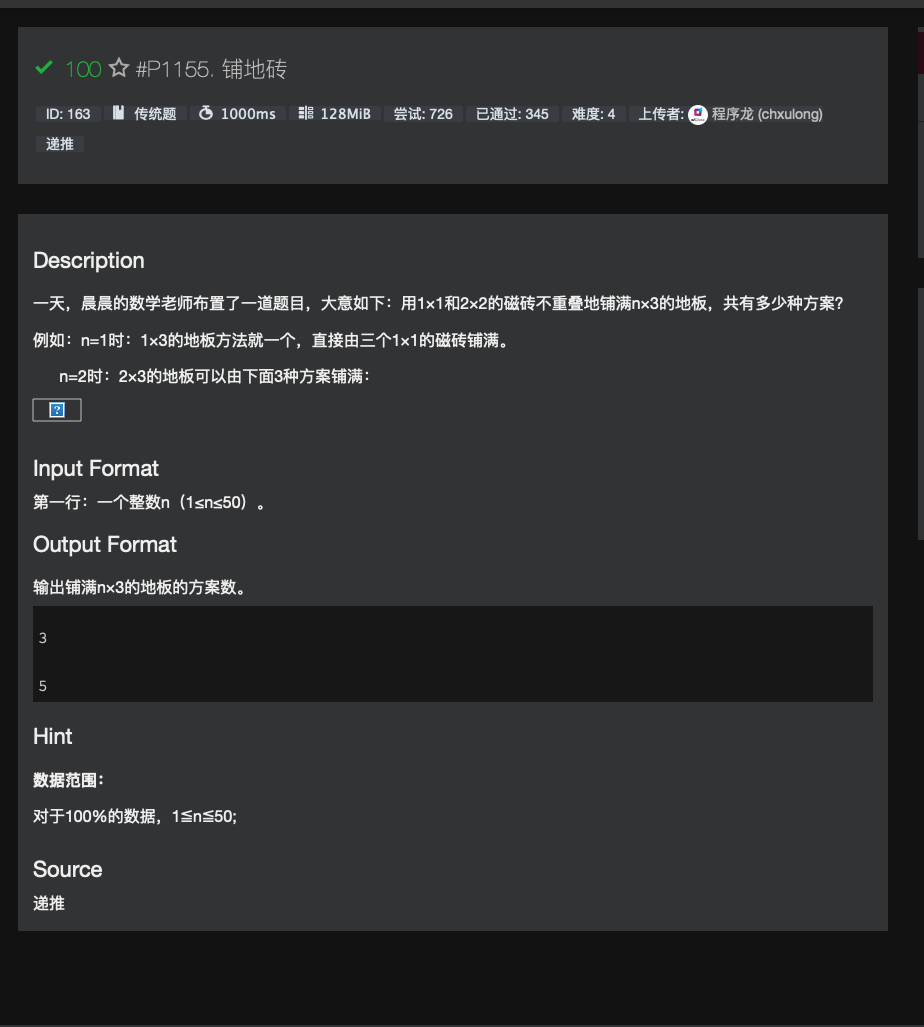 100 #P1155. 铺地砖
ID: 163 传统题 1000ms 128MiB 尝试: 726 已通过: 345 难度: 4 上传者: 程序龙 (chxulong)
递推
Description
一天，晨晨的数学老师布置了一道题目，大意如下：用1×1和2×2的磁砖不重叠地铺满n×3的地板，共有多少种方案？
例如：n=1时：1×3的地板方法就一个，直接由三个1×1的磁砖铺满。
n=2时：2×3的地板可以由下面3种方案铺满：
?
Input Format
第一行：一个整数n（1≤n≤50）。
Output Format
输出铺满n×3的地板的方案数。
3
5
Hint
数据范围：
对于100%的数据，1≦n≦50;
Source
递推